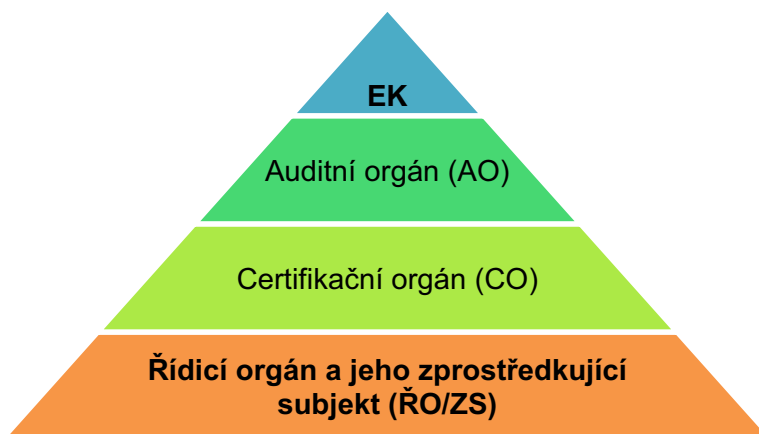 EK
Auditní orgán (AO)
Certifikační orgán (CO)
Řídicí orgán a jeho zprostředkující
subjekt (ŘO/ZS)